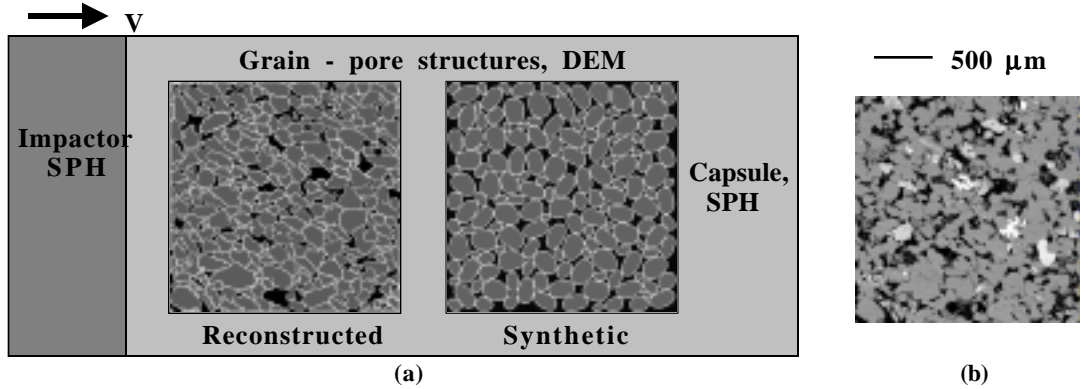 V
Grain - pore structures, DEM
Impactor
SPH
Capsule,
SPH
Reconstructed
Synthetic
(a)
500 μm
(b)